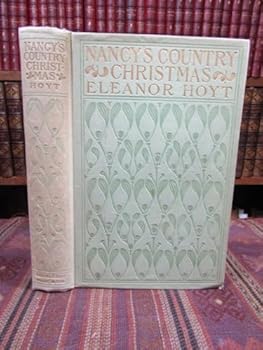 NANCY'S
COUNTRY
CHRIST-
MAS
HOYT
NANCY'S COUNTRY
CHRISTMAS
ELEANOR HOYT